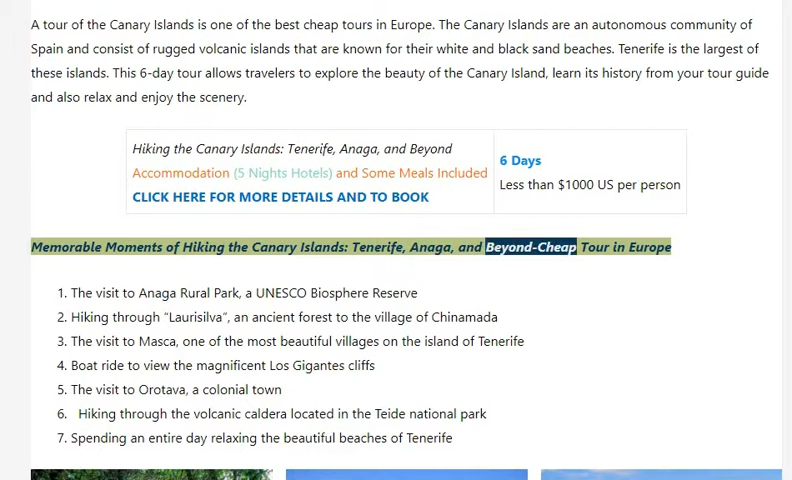 A tour of the Canary Islands is one of the best cheap tours in Europe. The Canary Islands are an autonomous community of
Spain and consist of rugged volcanic islands that are known for their white and black sand beaches. Tenerife is the largest of
these islands. This 6-day tour allows travelers to explore the beauty of the Canary Island, learn its history from your tour guide
and also relax and enjoy the scenery.
Hiking the Canary Islands: Tenerife, Anaga, and Beyond
Accommodation (5 Nights Hotels) and Some Meals Included
CLICK HERE FOR MORE DETAILS AND TO BOOK
6 Days
Less than $1000 US per person
Memorable Moments of Hiking the Canary Islands: Tenerife, Anaga, and Beyond-Cheap Tour in Europe
1. The visit to Anaga Rural Park, a UNESCO Biosphere Reserve
2. Hiking through “Laurisilva”, an ancient forest to the village of Chinamada
3. The visit to Masca, one of the most beautiful villages on the island of Tenerife
4. Boat ride to view the magnificent Los Gigantes cliffs
5. The visit to Orotava, a colonial town
6. Hiking through the volcanic caldera located in the Teide national park
7. Spending an entire day relaxing the beautiful beaches of Tenerife